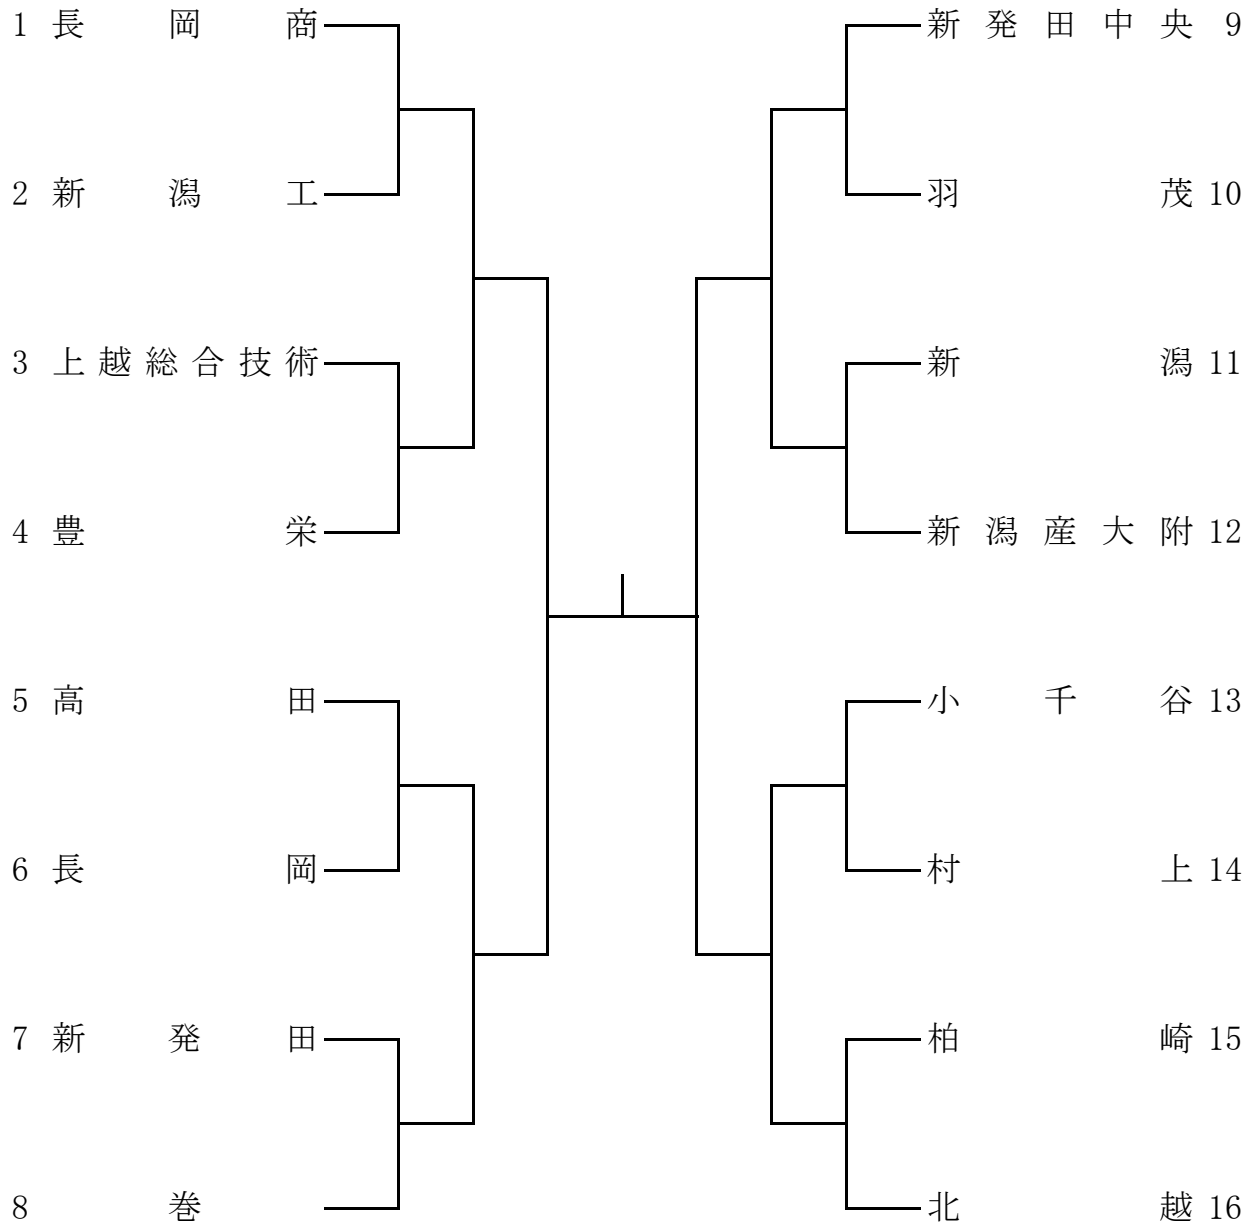 1 長岡商
2 新潟工
3 上越総合技術
4 豊栄
5 高田
6 長岡
7 新発田
8 巻
新発田中央 9
羽茂 10
新潟 11
新潟産大附 12
小千谷 13
村上 14
柏崎 15
北越 16